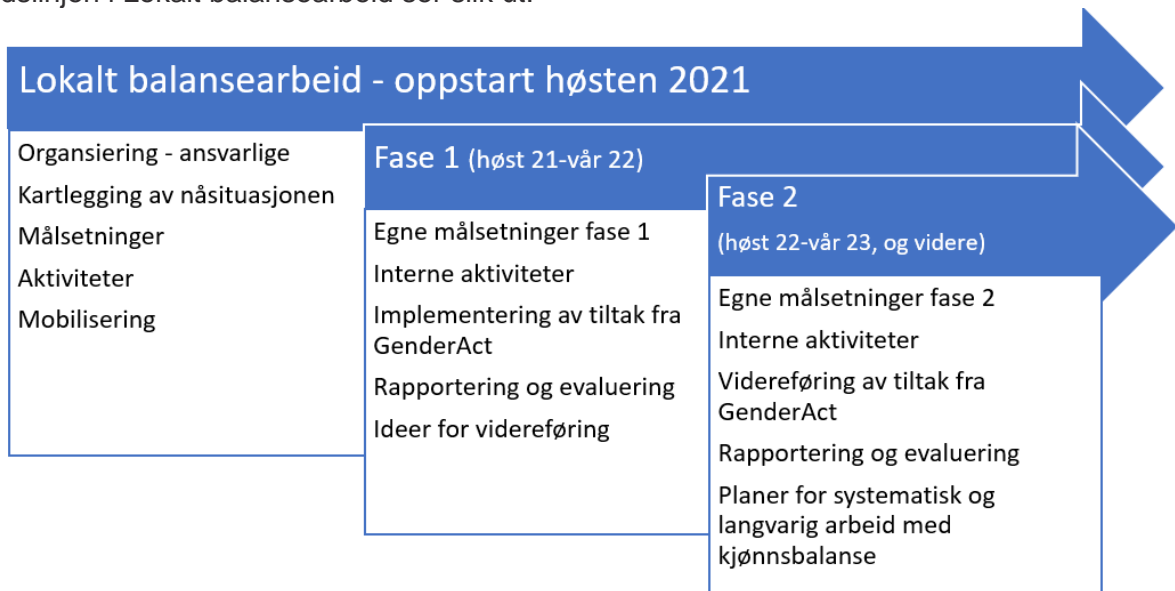 Lokalt balansearbeid - oppstart høsten 2021
Organsiering - ansvarlige
Kartlegging av nåsituasjonen
Målsetninger
Aktiviteter
Mobilisering
Fase 1 (høst 21-vår 22)
Egne målsetninger fase 1
Interne aktiviteter
Implementering av tiltak fra
GenderAct
Rapportering og evaluering
Ideer for videreføring
Fase 2
(høst 22-vår 23, og videre)
Egne målsetninger fase 2
Interne aktiviteter
Videreføring av tiltak fra
GenderAct
Rapportering og evaluering
Planer for systematisk og
langvarig arbeid med
kjønnsbalanse